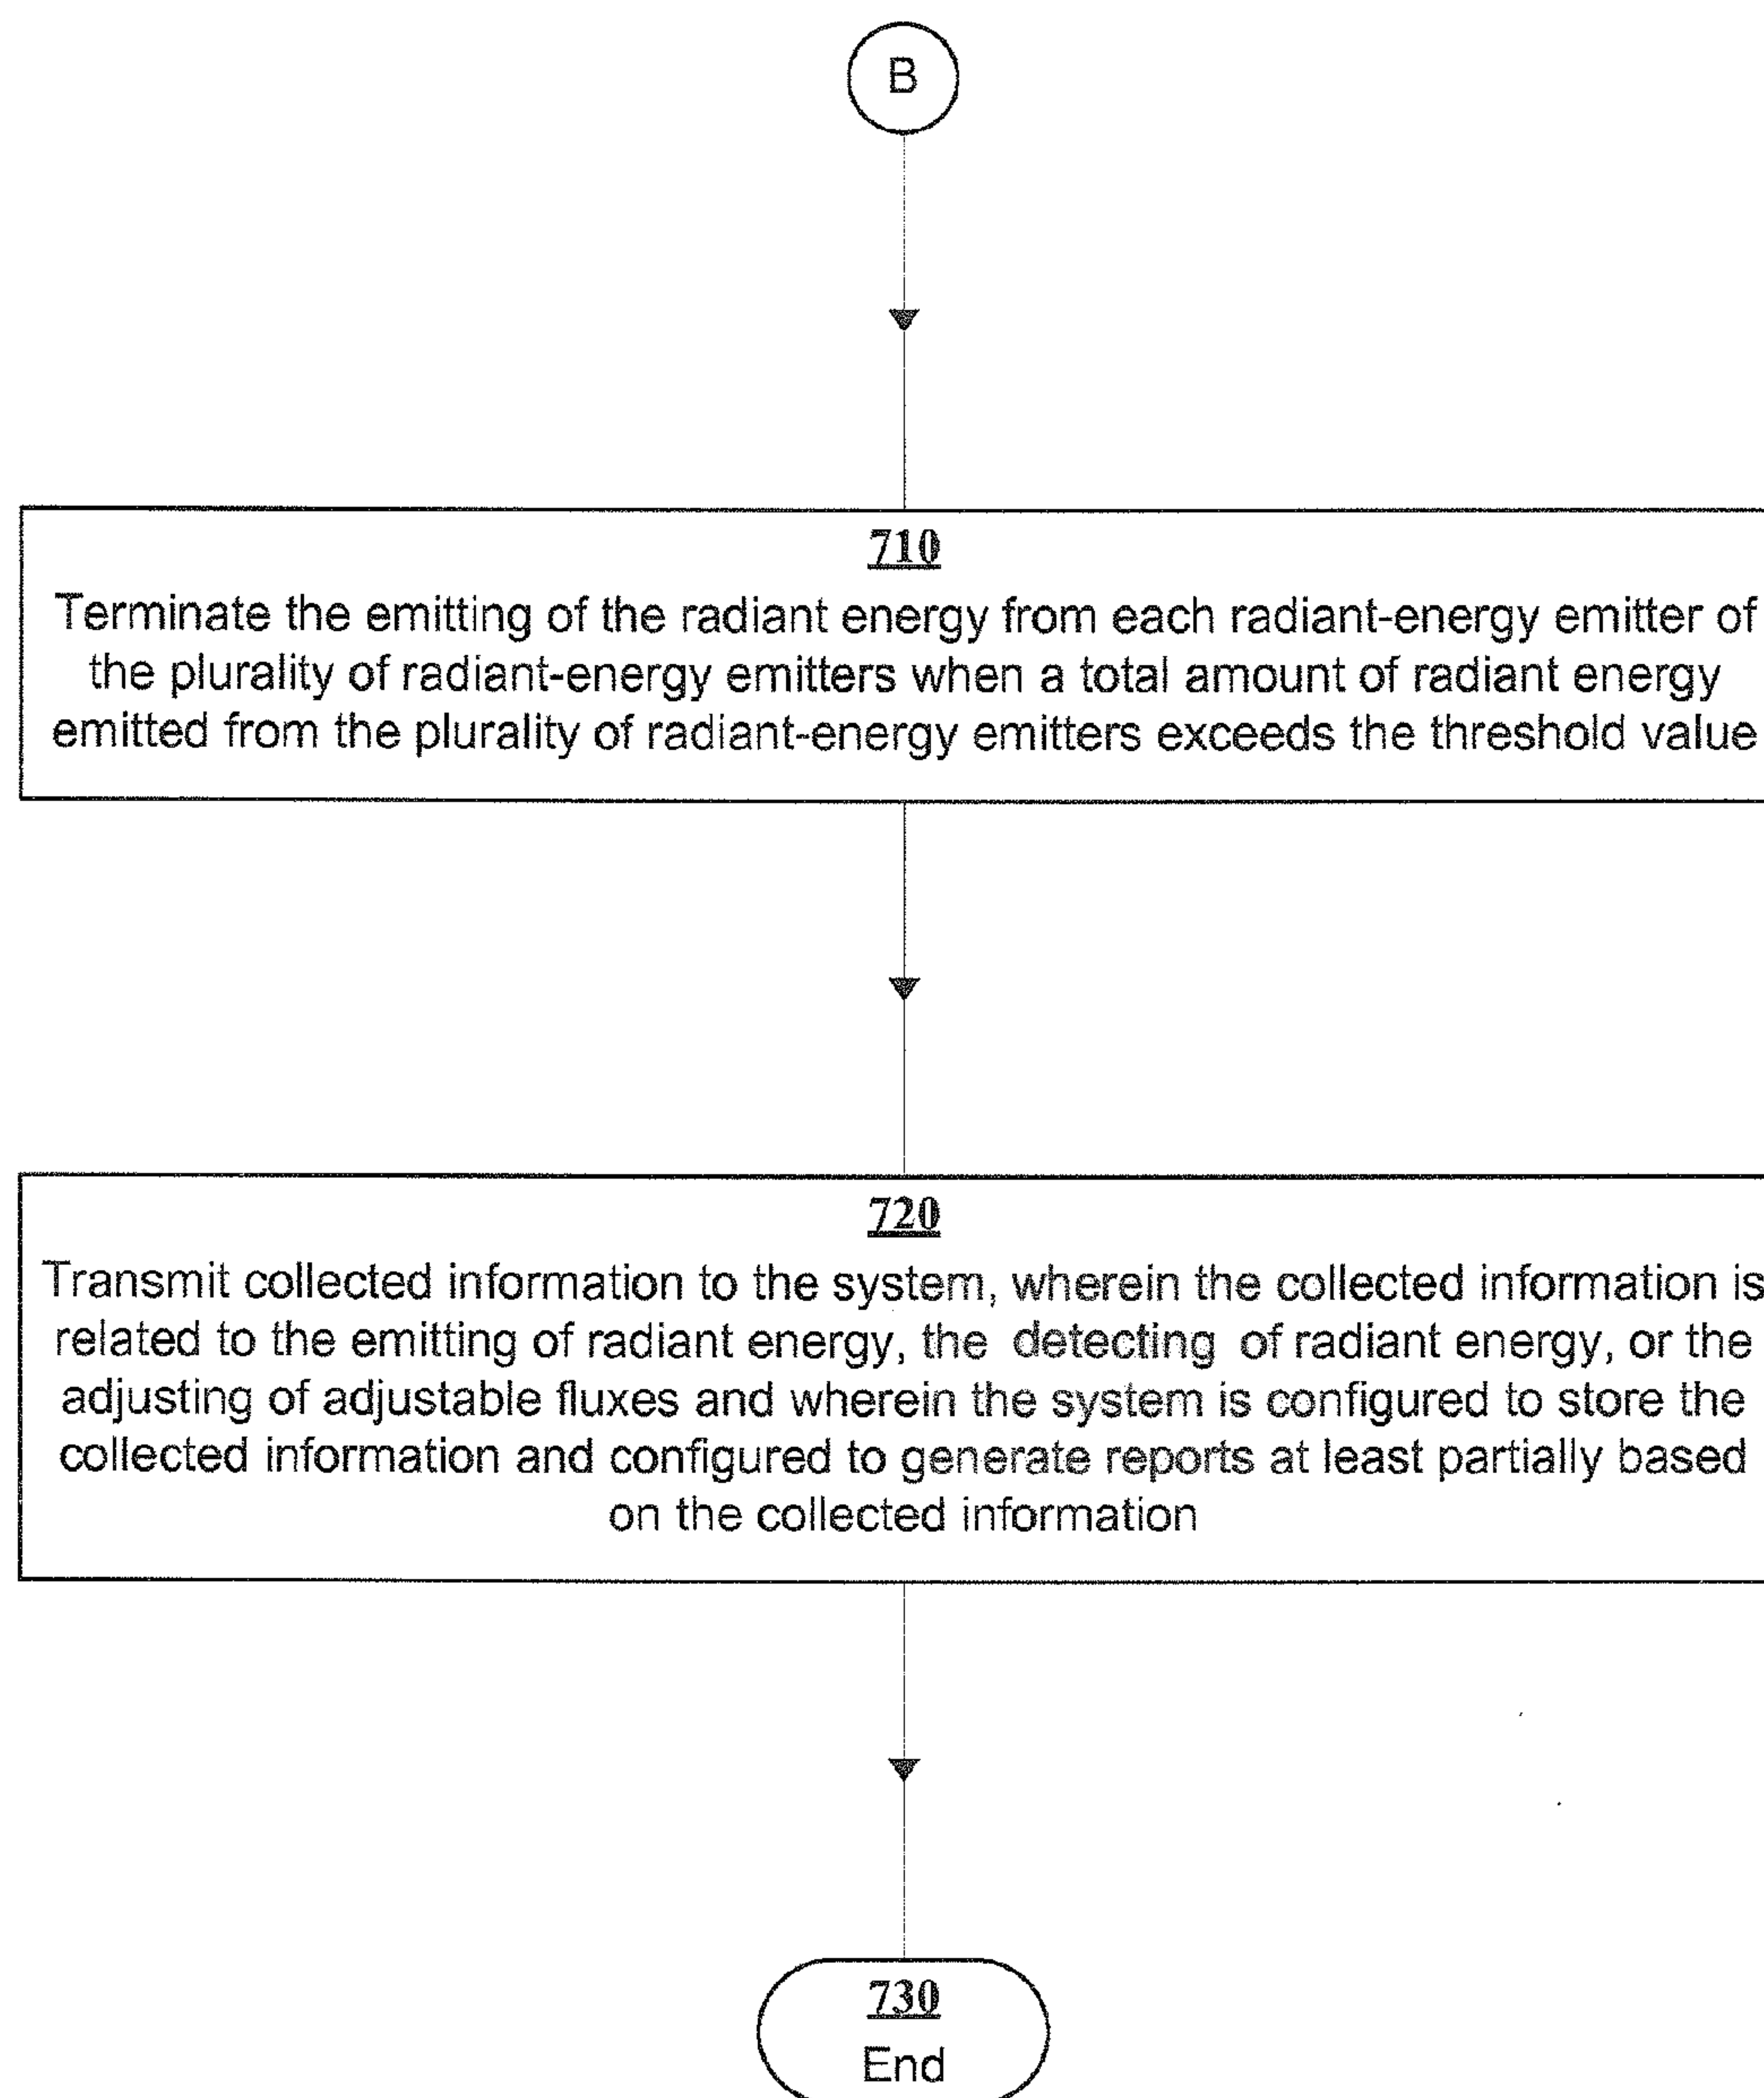 B
710
Terminate the emitting of the radiant energy from each radiant-energy emitter of
the plurality of radiant-energy emitters when a total amount of radiant energy
emitted from the plurality of radiant-energy emitters exceeds the threshold value
720
Transmit collected information to the system, wherein the collected information is
related to the emitting of radiant energy, the detecting of radiant energy, or the
adjusting of adjustable fluxes and wherein the system is configured to store the
collected information and configured to generate reports at least partially based
on the collected information
730
End